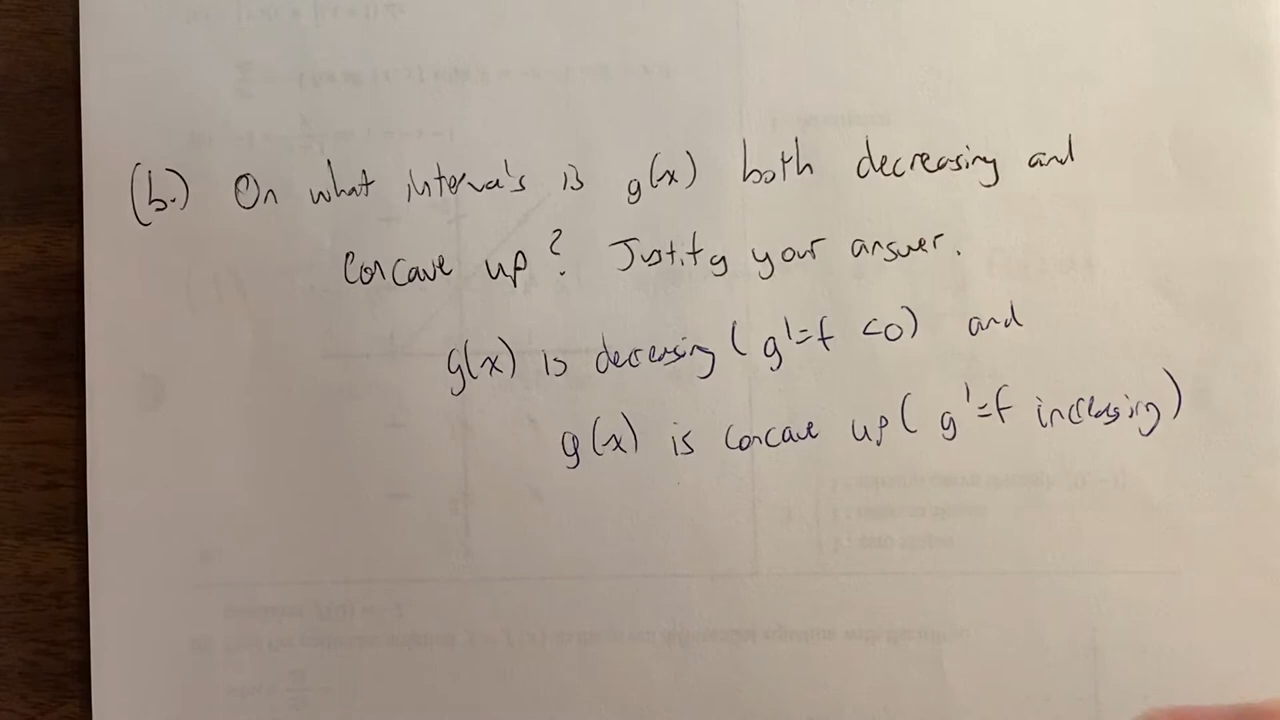 (b.) On what interva's is g(x) both decreasing and
concave up? Justify your answer.
g(x) is decreasing (g'=f <0) and
g(x) is concave up (g'=f increasing)